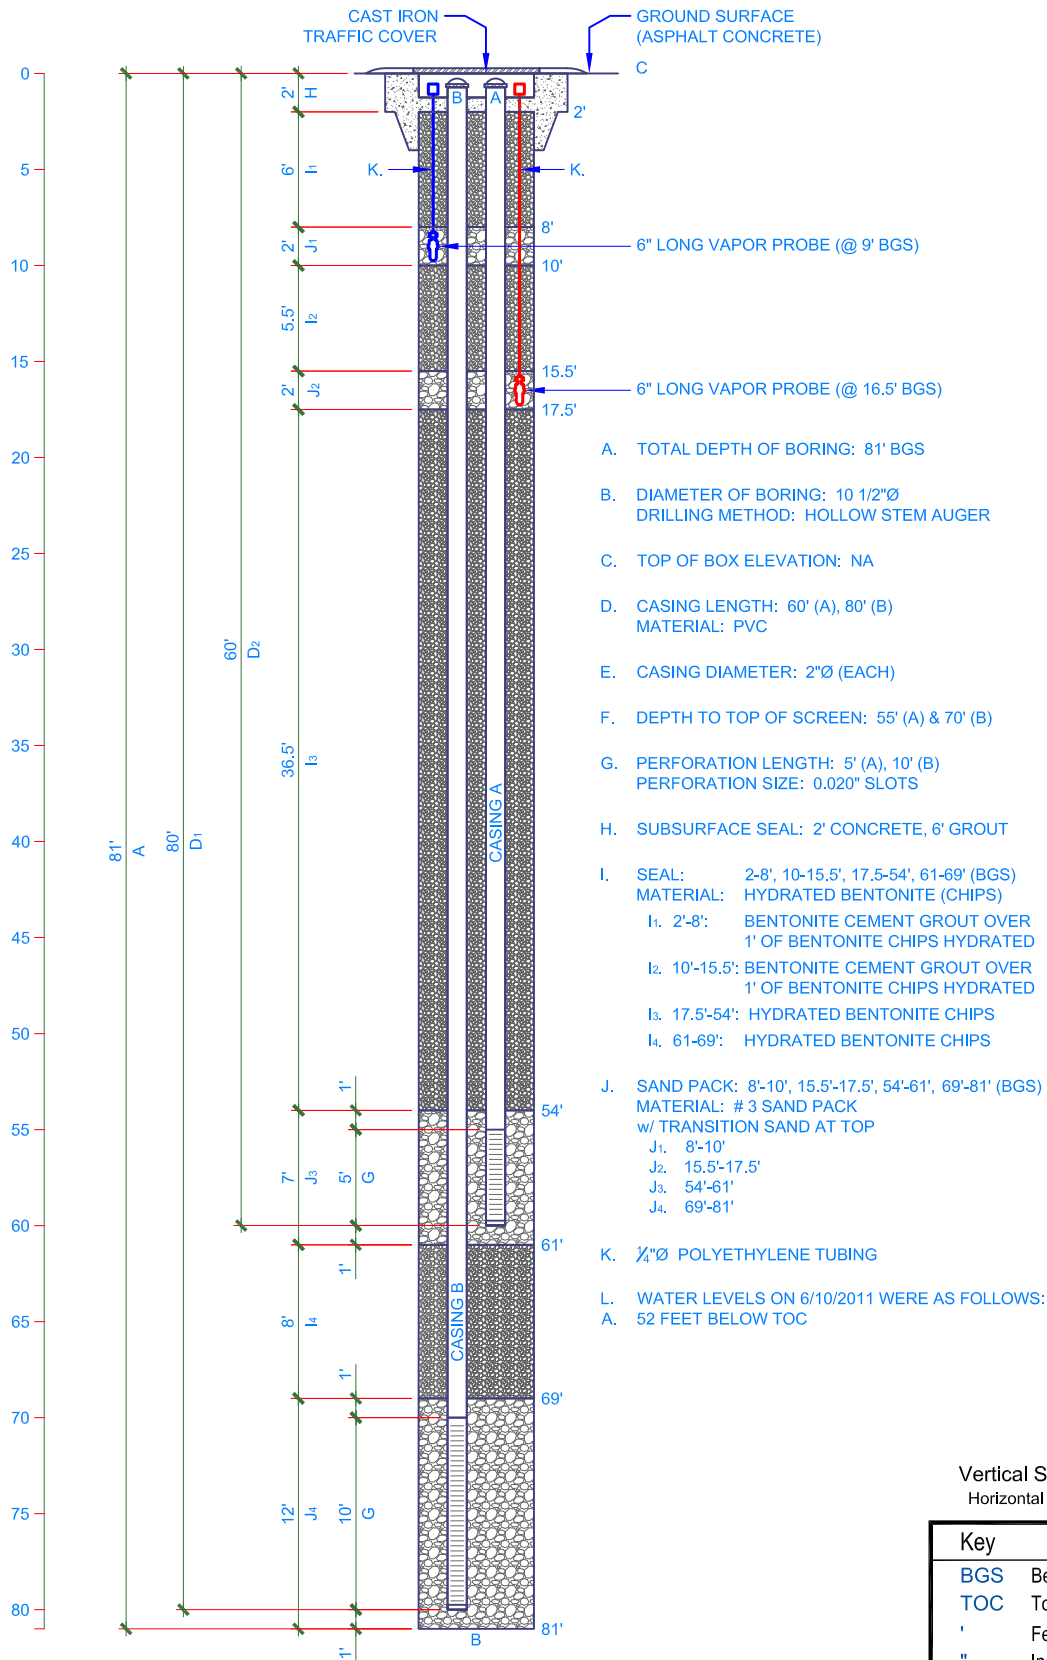 CAST IRON
TRAFFIC COVER
GROUND SURFACE
(ASPHALT CONCRETE)
C
0
5
10
15
20
25
30
35
40
45
50
55
60
65
70
75
80
81'
A
80'
D1
60'
D2
2'
H
6'
I1
2'
J1
5.5'
I2
2'
J2
36.5'
I3
1'
7'
J3
5'
G
1'
8'
I4
1'
12'
J4
10'
G
1'
B
A
K.
K.
2'
8'
10'
15.5'
17.5'
54'
61'
69'
81'
B
CASING A
CASING B
6" LONG VAPOR PROBE (@ 9' BGS)
6" LONG VAPOR PROBE (@ 16.5' BGS)
A. TOTAL DEPTH OF BORING: 81' BGS
B. DIAMETER OF BORING: 10 1/2"Ø
DRILLING METHOD: HOLLOW STEM AUGER
C. TOP OF BOX ELEVATION: NA
D. CASING LENGTH: 60' (A), 80' (B)
MATERIAL: PVC
E. CASING DIAMETER: 2"Ø (EACH)
F. DEPTH TO TOP OF SCREEN: 55' (A) & 70' (B)
G. PERFORATION LENGTH: 5' (A), 10' (B)
PERFORATION SIZE: 0.020" SLOTS
H. SUBSURFACE SEAL: 2' CONCRETE, 6' GROUT
I. SEAL: 2-8', 10-15.5', 17.5-54', 61-69' (BGS)
MATERIAL: HYDRATED BENTONITE (CHIPS)
I1. 2'-8': BENTONITE CEMENT GROUT OVER
1' OF BENTONITE CHIPS HYDRATED
I2. 10'-15.5': BENTONITE CEMENT GROUT OVER
1' OF BENTONITE CHIPS HYDRATED
I3. 17.5'-54': HYDRATED BENTONITE CHIPS
I4. 61-69': HYDRATED BENTONITE CHIPS
J. SAND PACK: 8'-10', 15.5'-17.5', 54'-61', 69'-81' (BGS)
MATERIAL: # 3 SAND PACK
w/ TRANSITION SAND AT TOP
J1. 8'-10'
J2. 15.5'-17.5'
J3. 54'-61'
J4. 69'-81'
K. ¼"Ø POLYETHYLENE TUBING
L. WATER LEVELS ON 6/10/2011 WERE AS FOLLOWS:
A. 52 FEET BELOW TOC
Vertical S
Horizontal
Key
BGS Be
TOC To
' Fe
"